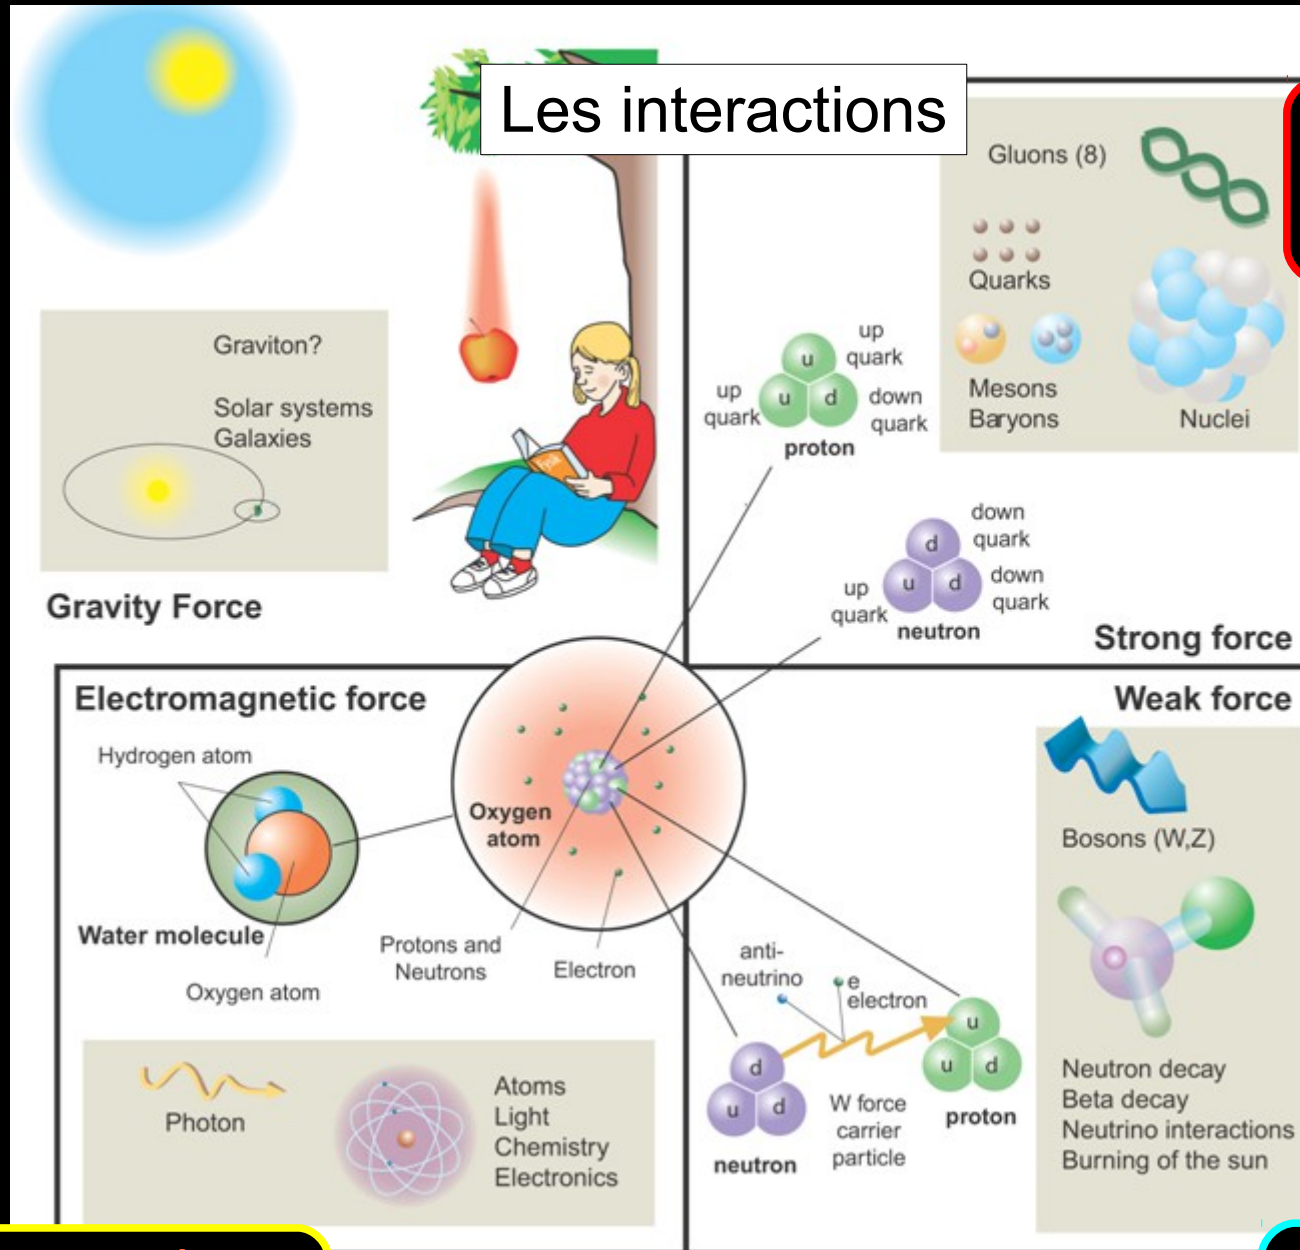 Les interactions
Graviton?
Solar systems
Galaxies
Gravity Force
Gluons (8)
Quarks
Mesons
Baryons
Nuclei
up
quark
u
up
quark
u
d
down
quark
proton
down
quark
d
up
quark
u
d
down
quark
neutron
Strong force
Electromagnetic force
Hydrogen atom
Water molecule
Oxygen atom
Oxygen
atom
Protons and
Neutrons
Electron
Photon
Atoms
Light
Chemistry
Electronics
Weak force
Bosons (W,Z)
anti-
neutrino
e
electron
d
u
d
neutron
W force
carrier
particle
u
u
d
proton
Neutron decay
Beta decay
Neutrino interactions
Burning of the sun